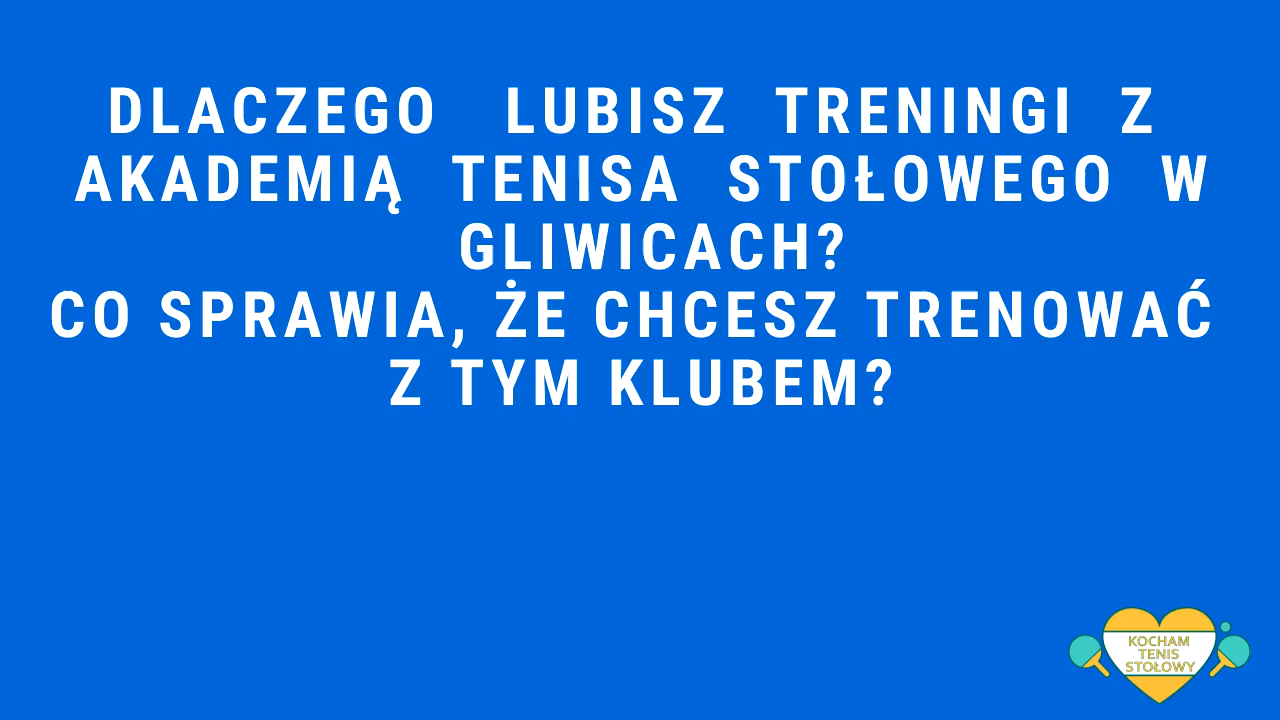 DLACZEGO LUBISZ TRENINGI Z
AKADEMIĄ TENISA STOŁOWEGO W
GLIWICACH?
CO SPRAWIA, ŻE CHCESZ TRENOWAĆ
Z TYM KLUBEM?
KOCHAM
TENIS
STOŁOWY